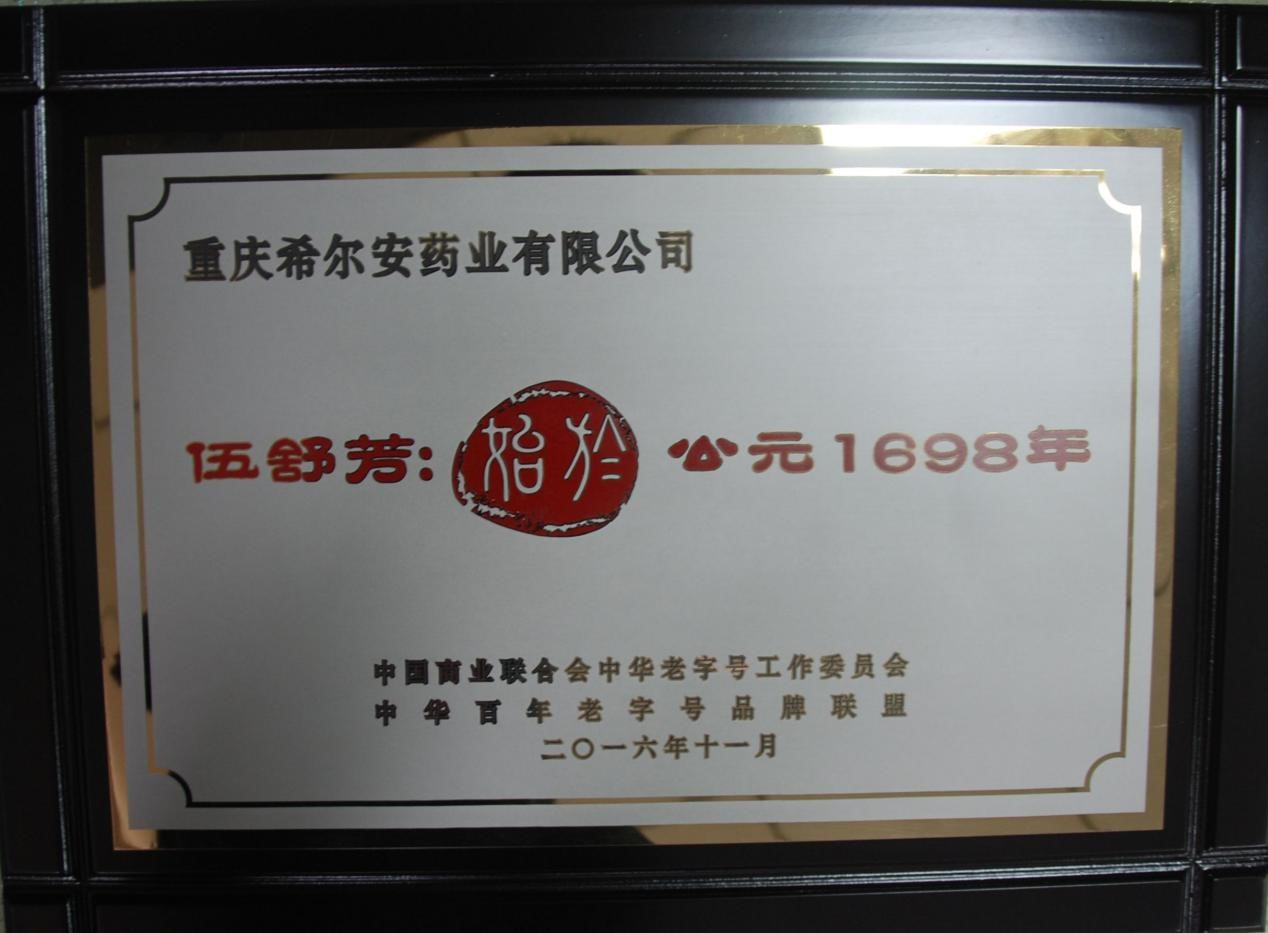 重庆希尔安药业有限公司
伍舒芳:始於 公元1698年
中国商业联合会中华老字号工作委员会
中华百年老字号品牌联盟
二〇一六年十一月